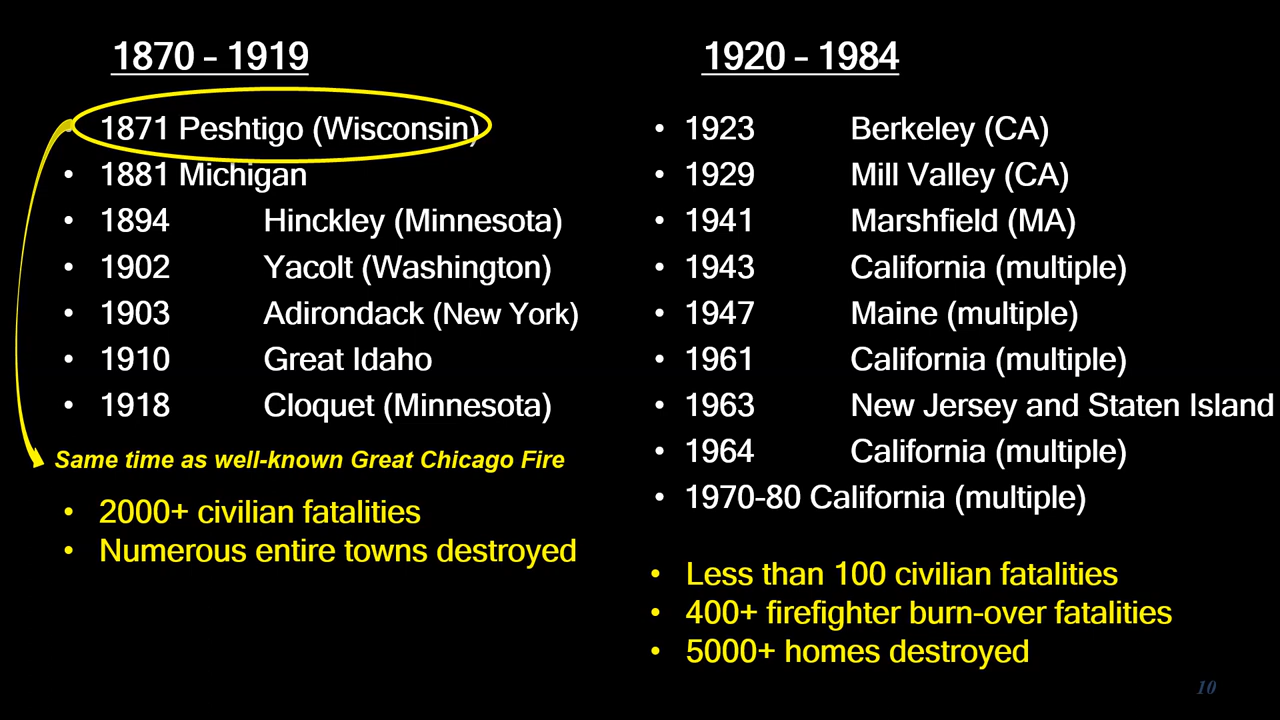 1870 - 1919
1871 Peshtigo (Wisconsin)
• 1881 Michigan
• 1894 Hinckley (Minnesota)
• 1902 Yacolt (Washington)
• 1903 Adirondack (New York)
• 1910 Great Idaho
• 1918 Cloquet (Minnesota)
Same time as well-known Great Chicago Fire
• 2000+ civilian fatalities
• Numerous entire towns destroyed
1920 - 1984
• 1923 Berkeley (CA)
• 1929 Mill Valley (CA)
• 1941 Marshfield (MA)
• 1943 California (multiple)
• 1947 Maine (multiple)
• 1961 California (multiple)
• 1963 New Jersey and Staten Island
• 1964 California (multiple)
• 1970-80 California (multiple)
• Less than 100 civilian fatalities
• 400+ firefighter burn-over fatalities
• 5000+ homes destroyed
10